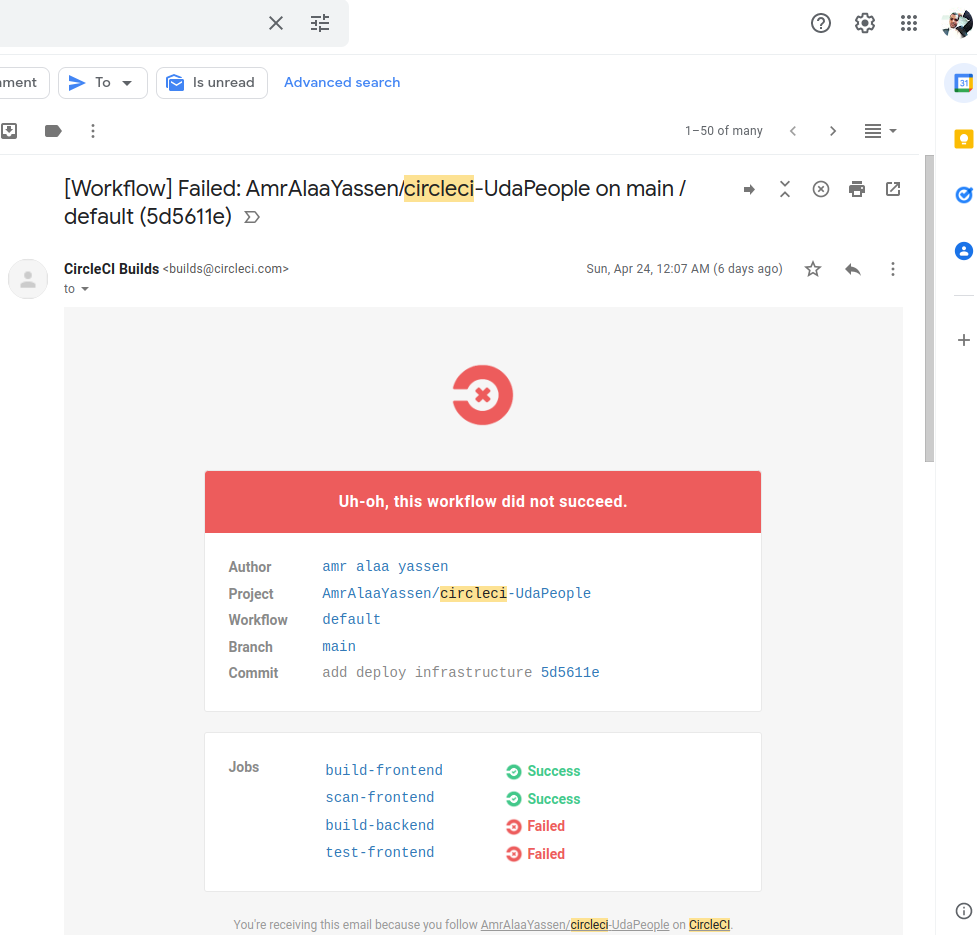 ment To Is unread Advanced search
1–50 of many
[Workflow] Failed: AmrAlaaYassen/circleci-UdaPeople on main /
default (5d5611e)
CircleCI Builds <builds@circleci.com> Sun, Apr 24, 12:07 AM (6 days ago)
to
31
Uh-oh, this workflow did not succeed.
Author amr alaa yassen
Project AmrAlaaYassen/circleci-UdaPeople
Workflow default
Branch main
Commit add deploy infrastructure 5d5611e
Jobs build-frontend Success
scan-frontend Success
build-backend Failed
test-frontend Failed
You're receiving this email because you follow AmrAlaaYassen/circleci-UdaPeople on CircleCI.